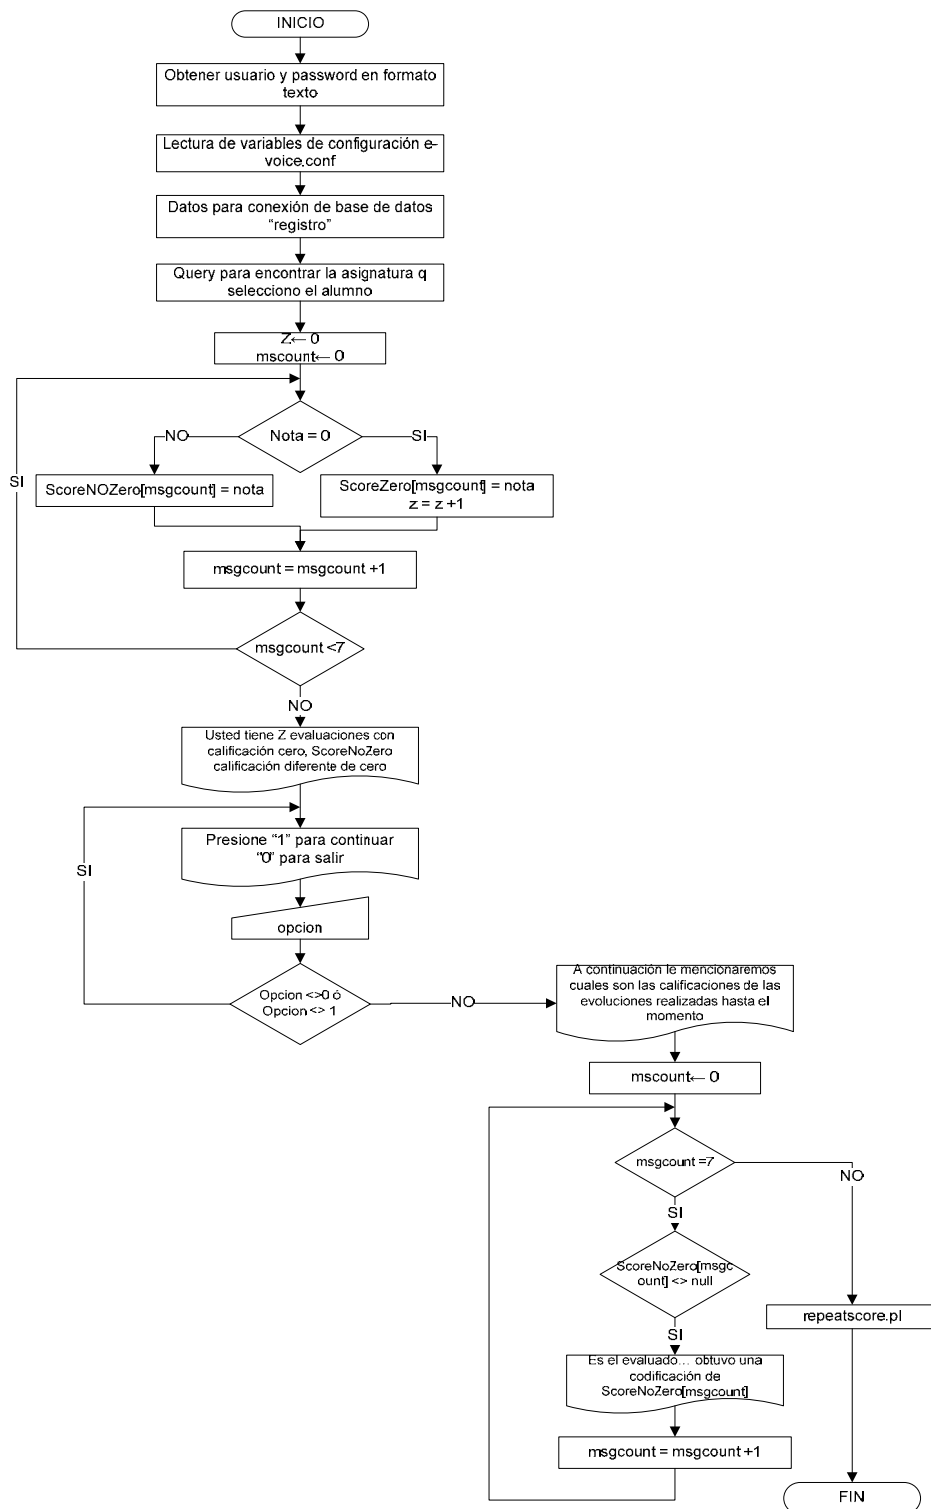 INICIO
Obtener usuario y password en formato
texto
Lectura de variables de configuración e-
voice.conf
Datos para conexión de base de datos
“registro”
Query para encontrar la asignatura q
selecciono el alumno
Z← 0
mscount← 0
Nota = 0
NO
SI
ScoreNOZero[msgcount] = nota
ScoreZero[msgcount] = nota
z = z +1
SI
msgcount = msgcount +1
msgcount <7
NO
Usted tiene Z evaluaciones con
calificación cero, ScoreNoZero
calificación diferente de cero
Presione “1” para continuar
“0” para salir
SI
opcion
Opcion <>0 ó
Opcion <> 1
NO
A continuación le mencionaremos
cuales son las calificaciones de las
evoluciones realizadas hasta el
momento
mscount← 0
msgcount =7
NO
SI
ScoreNoZero[msgc
ount] <> null
SI
repeatscore.pl
Es el evaluado... obtuvo una
codificación de
ScoreNoZero[msgcount]
msgcount = msgcount +1
FIN